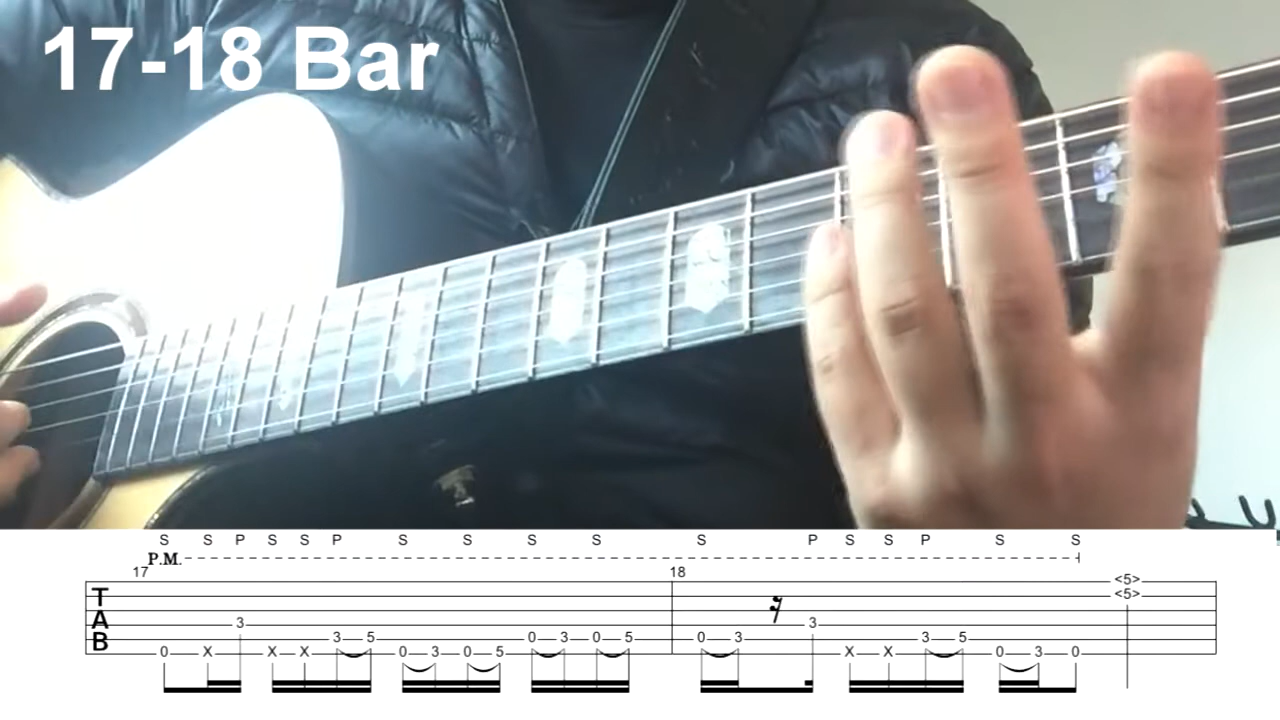 17-18 Bar
S S P S S P S S S S S P S S P S S
P.M.
17 18
<5>
<5>
T
A 3 3
B 3 5 0 3 0 5 0 3 3 5
0 X X X 0 3 0 5 X X 0 3 0